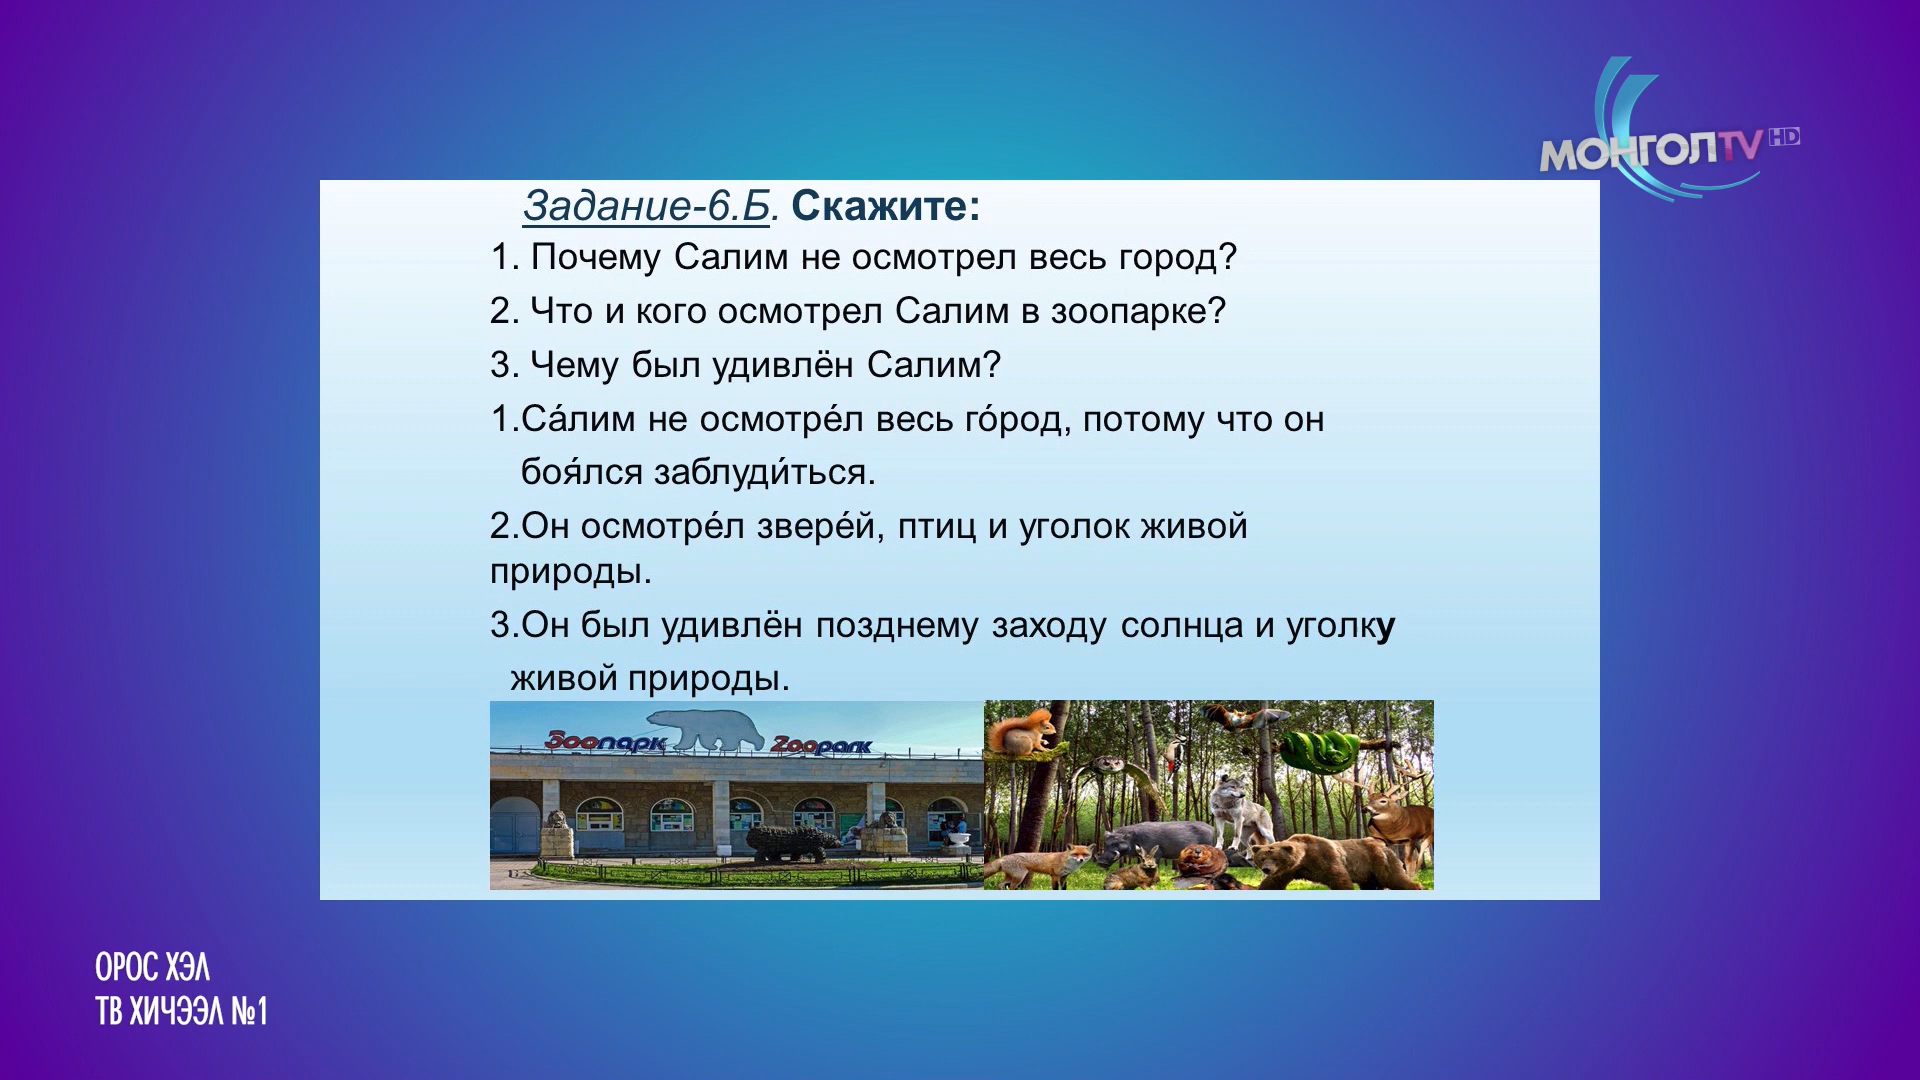 МОНГОЛТV HD
Задание-6.Б. Скажите:
1. Почему Салим не осмотрел весь город?
2. Что и кого осмотрел Салим в зоопарке?
3. Чему был удивлён Салим?
1.Са́лим не осмотре́л весь го́род, потому что он
боя́лся заблуди́ться.
2.Он осмотре́л звере́й, птиц и уголок живой
природы.
3.Он был удивлён позднему заходу солнца и уголку
живой природы.
Зоопарк Zoopark
ОРОС ХЭЛ
ТВ ХИЧЭЭЛ №1